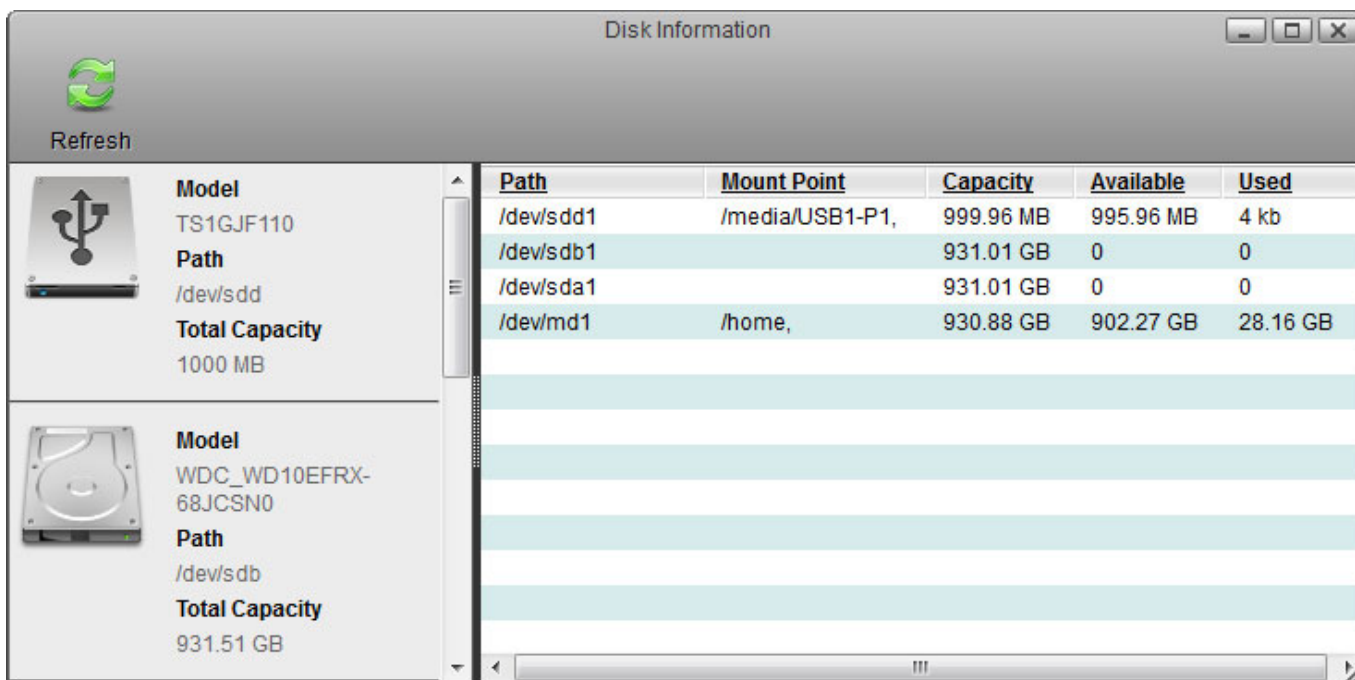 Disk Information
Refresh
Model
TS1GJF110
Path
/dev/sdd
Total Capacity
1000 MB
Model
WDC_WD10EFRX-
68JCSN0
Path
/dev/sdb
Total Capacity
931.51 GB
Path Mount Point Capacity Available Used
/dev/sdd1 /media/USB1-P1, 999.96 MB 995.96 MB 4 kb
/dev/sdb1 931.01 GB 0 0
/dev/sda1 931.01 GB 0 0
/dev/md1 /home, 930.88 GB 902.27 GB 28.16 GB